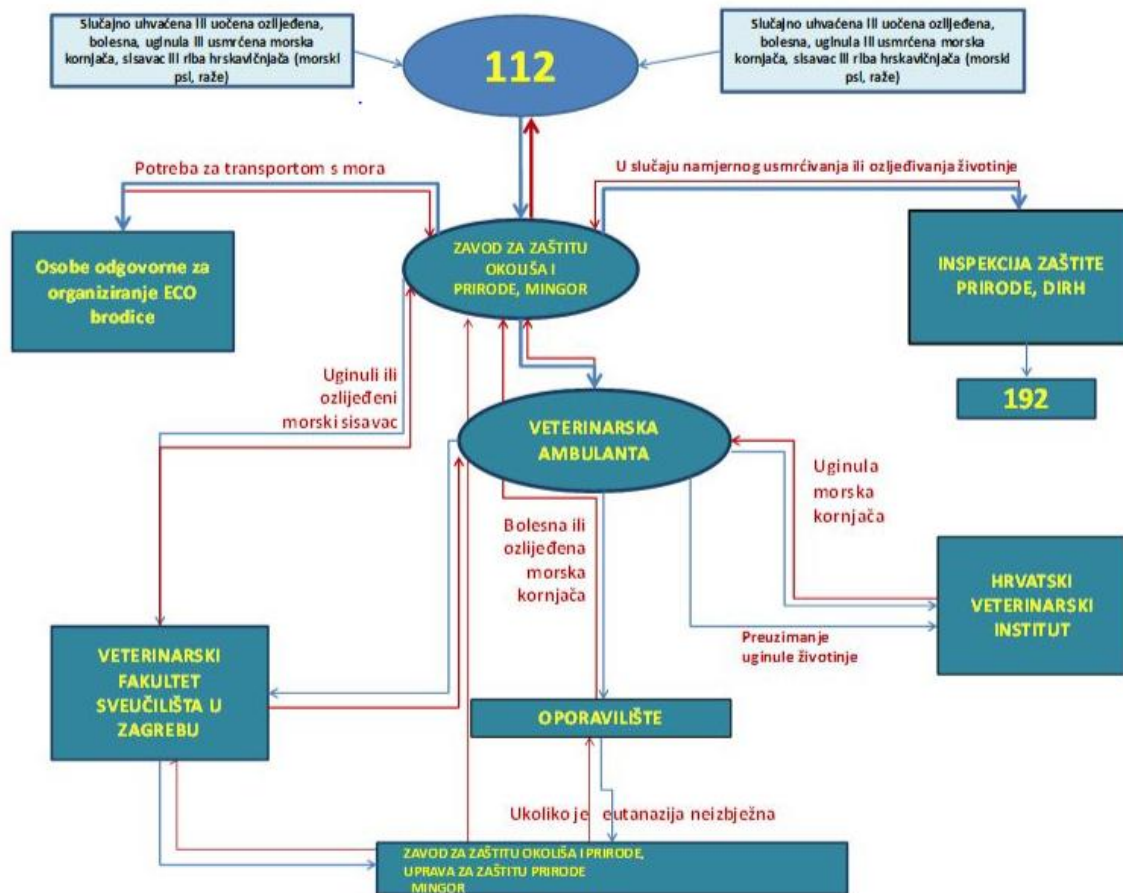 Slučajno uhvaćena ili uočena ozlijeđena,
bolesna, uginula ili usmrćena morska
kornjača, sisavac ili riba hrskavičnjača (morski
psi, raže)
112
Slučajno uhvaćena ili uočena ozlijeđena,
bolesna, uginula ili usmrćena morska
kornjača, sisavac ili riba hrskavičnjača (morski
psi, raže)
Potreba za transportom s mora
U slučaju namjernog usmrćivanja ili ozljeđivanja životinje
Osobe odgovorne za
organiziranje ECO
brodice
ZAVOD ZA ZAŠTITU
OKOLIŠA I
PRIRODE, MINGOR
INSPEKCIJA ZAŠTITE
PRIRODE, DIRH
192
Uginuli ili
ozlijeđeni
morski sisavac
VETERINARSKA
AMBULANTA
Uginula
morska
kornjača
Bolesna ili
ozlijeđena
morska
kornjača
HRVATSKI
VETERINARSKI
INSTITUT
Preuzimanje
uginule životinje
VETERINARSKI
FAKULTET
SVEUČILIŠTA U
ZAGREBU
OPORAVILIŠTE
Ukoliko je eutanazija neizbježna
ZAVOD ZA ZAŠTITU OKOLIŠA I PRIRODE,
UPRAVA ZA ZAŠTITU PRIRODE
MINGOR